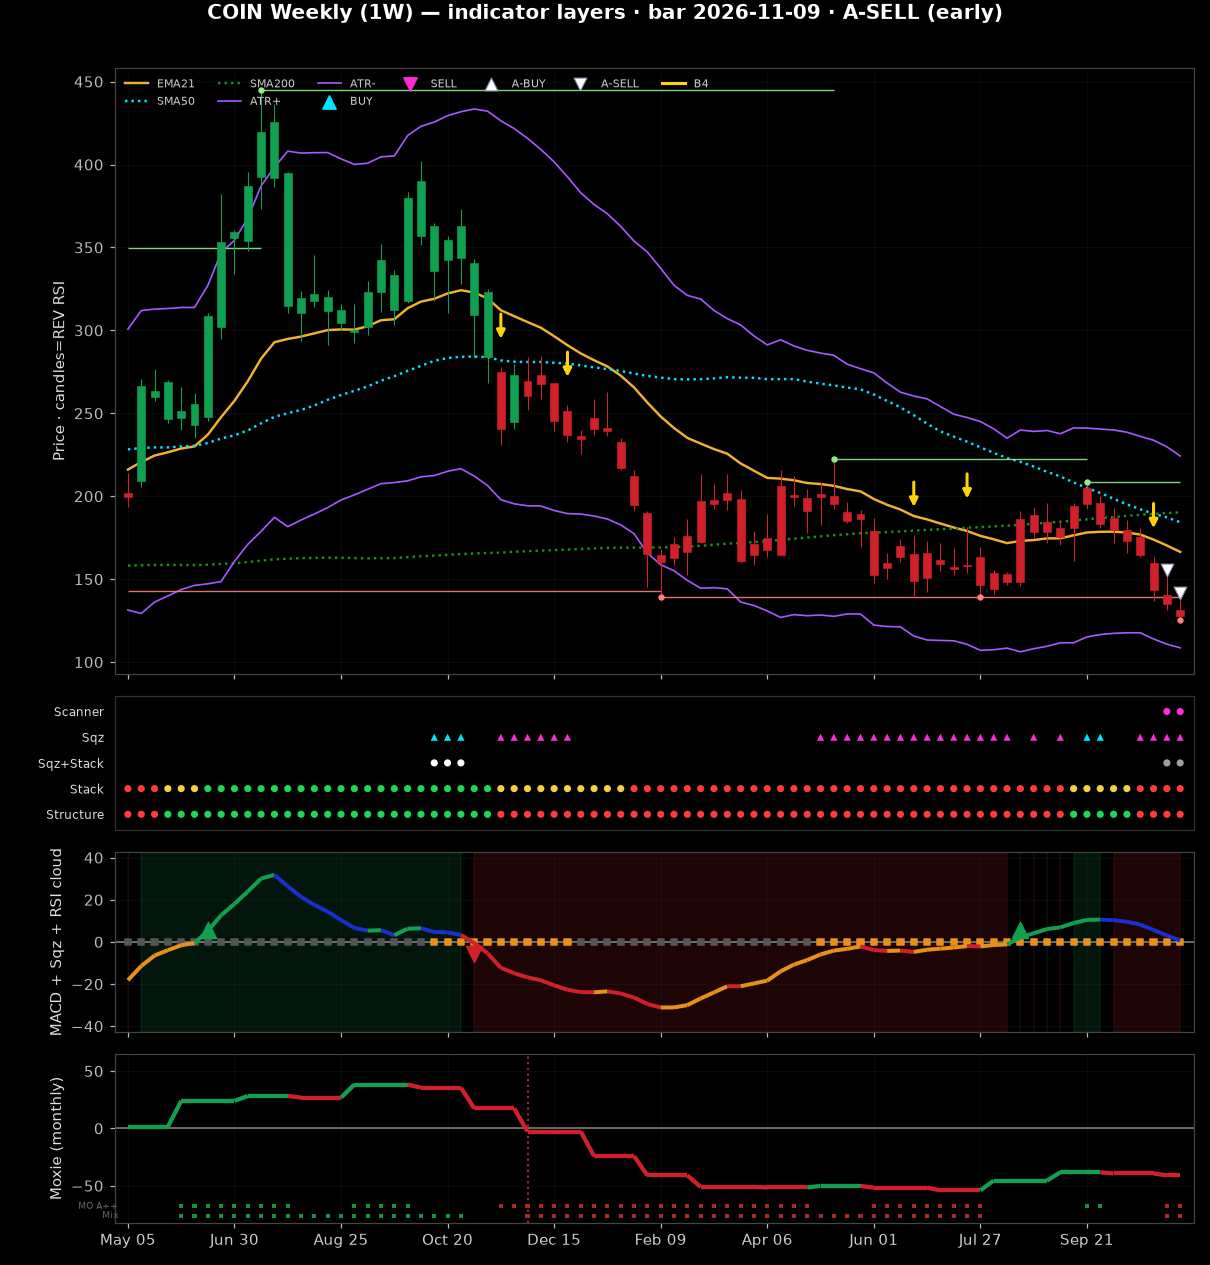 COIN Weekly (1W) — indicator layers · bar 2026-11-09 · A-SELL (early)
EMA21 SMA200 ATR- SELL A-BUY A-SELL B4
SMA50 ATR+ BUY
Price · candles=REV RSI
450
400
350
300
250
200
150
100
Scanner
Sqz
Sqz+Stack
Stack
Structure
MACD + Sqz + RSI cloud
40
20
0
−20
−40
Moxie (monthly)
50
0
−50
MO A++
Mix
May 05 Jun 30 Aug 25 Oct 20 Dec 15 Feb 09 Apr 06 Jun 01 Jul 27 Sep 21